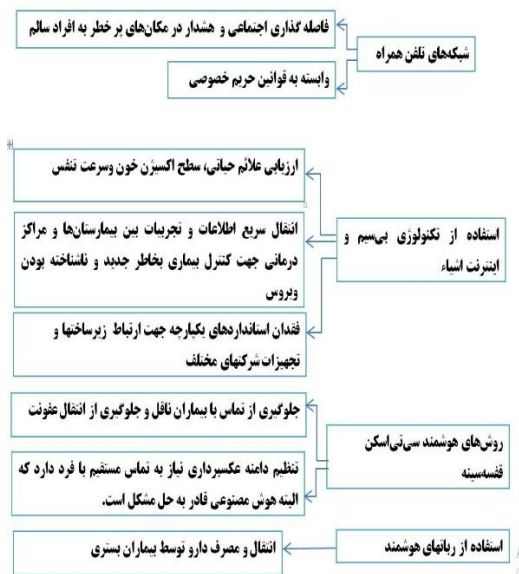 فاصله گذاری اجتماعی و هشدار در مکان‌های پر خطر به افراد سالم
شبکه‌های تلفن همراه
وابسته به قوانین حریم خصوصی
ارزیابی علائم حیاتی، سطح اکسیژن خون وسرعت تنفس
استفاده از تکنولوژی بی‌سیم و
اینترنت اشیاء
انتقال سریع اطلاعات و تجربیات بین بیمارستان‌ها و مراکز
درمانی جهت کنترل بیماری بخاطر جدید و ناشناخته بودن
ویروس
فقدان استانداردهای یکپارچه جهت ارتباط زیرساختها و
تجهیزات شرکتهای مختلف
روش‌های هوشمند سی‌تی‌اسکن
قفسه‌سینه
جلوگیری از تماس با بیماران ناقل و جلوگیری از انتقال عفونت
تنظیم دامنه عکسبرداری نیاز به تماس مستقیم با فرد دارد که
البته هوش مصنوعی قادر به حل مشکل است.
استفاده از رباتهای هوشمند
انتقال و مصرف دارو توسط بیماران بستری